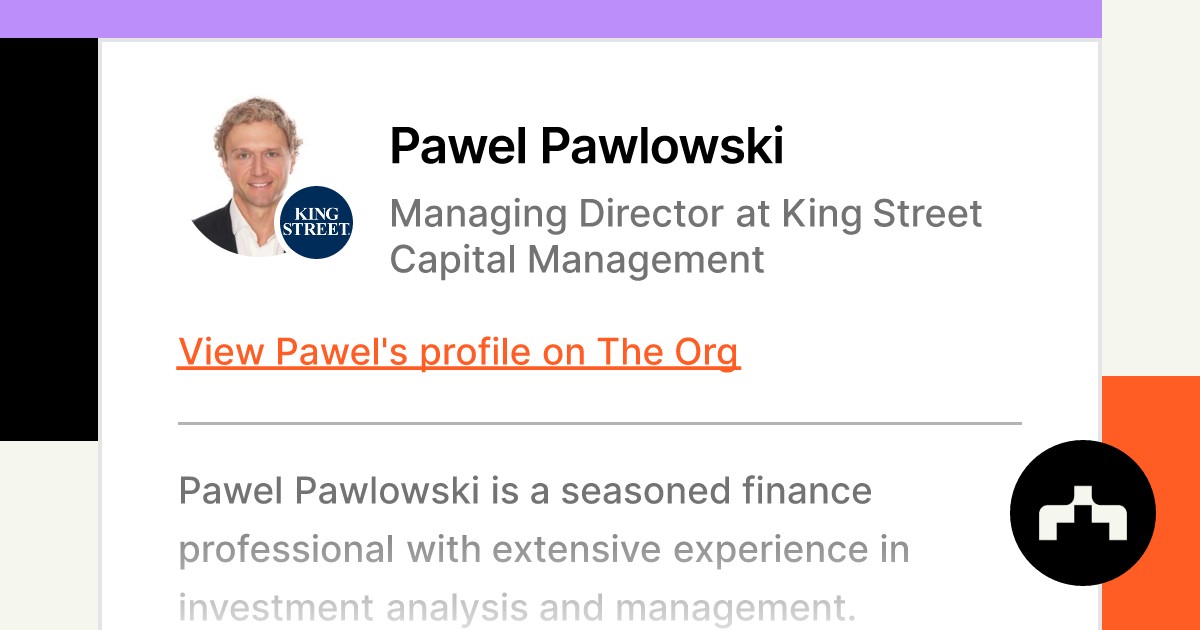 Pawel Pawlowski
KING
STREET
Managing Director at King Street
Capital Management
View Pawel's profile on The Org
Pawel Pawlowski is a seasoned finance
professional with extensive experience in
investment analysis and management.